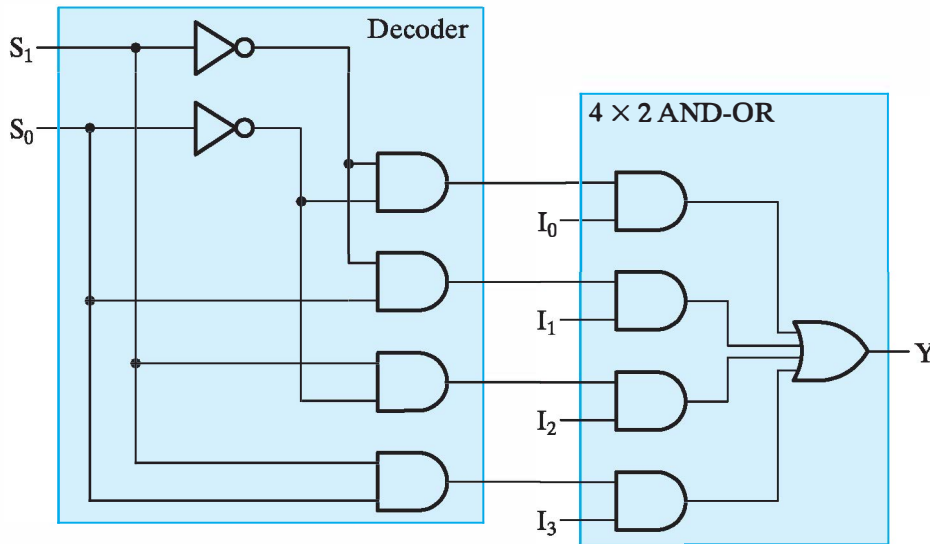 Decoder
S₁
S₀
4 × 2 AND-OR
I₀
I₁
I₂
I₃
Y